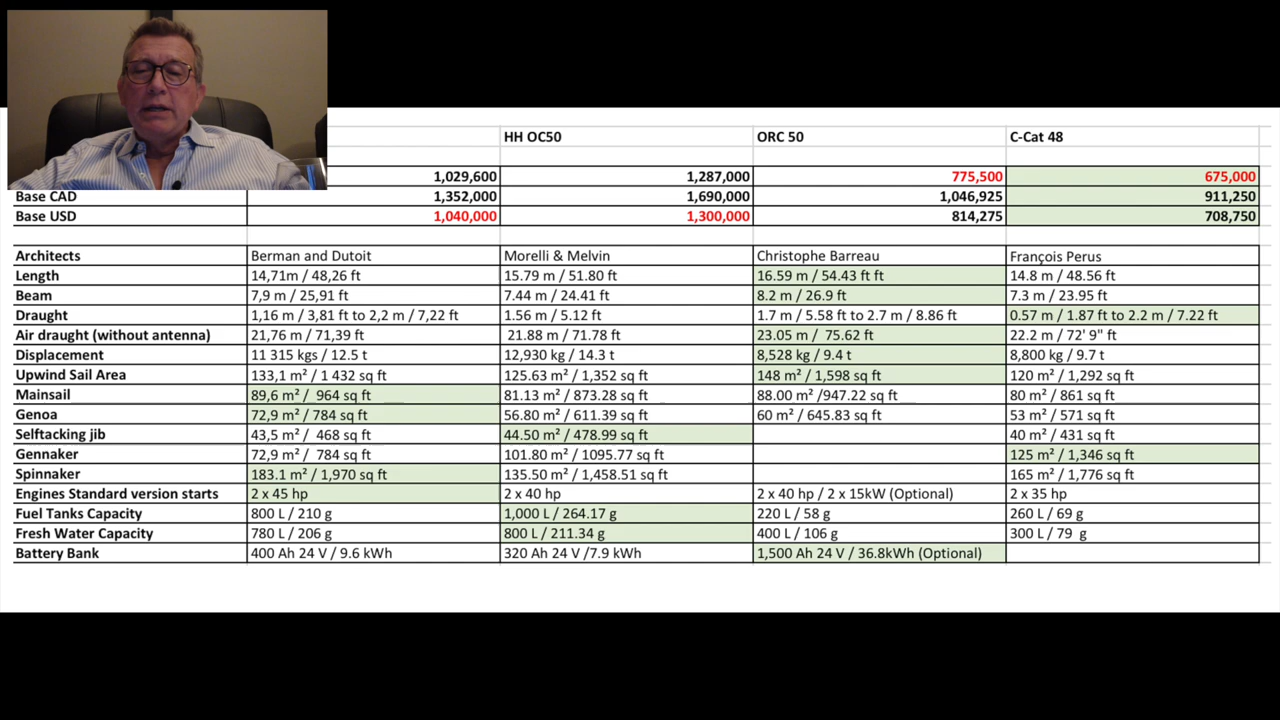 HH OC50 ORC 50 C-Cat 48
1,029,600 1,287,000 775,500 675,000
Base CAD 1,352,000 1,690,000 1,046,925 911,250
Base USD 1,040,000 1,300,000 814,275 708,750
Architects Berman and Dutoit Morelli & Melvin Christophe Barreau François Perus
Length 14,71m / 48,26 ft 15.79 m / 51.80 ft 16.59 m / 54.43 ft ft 14.8 m / 48.56 ft
Beam 7,9 m / 25,91 ft 7.44 m / 24.41 ft 8.2 m / 26.9 ft 7.3 m / 23.95 ft
Draught 1,16 m / 3,81 ft to 2,2 m / 7,22 ft 1.56 m / 5.12 ft 1.7 m / 5.58 ft to 2.7 m / 8.86 ft 0.57 m / 1.87 ft to 2.2 m / 7.22 ft
Air draught (without antenna) 21,76 m / 71,39 ft 21.88 m / 71.78 ft 23.05 m / 75.62 ft 22.2 m / 72' 9" ft
Displacement 11 315 kgs / 12.5 t 12,930 kg / 14.3 t 8,528 kg / 9.4 t 8,800 kg / 9.7 t
Upwind Sail Area 133,1 m² / 1 432 sq ft 125.63 m² / 1,352 sq ft 148 m² / 1,598 sq ft 120 m² / 1,292 sq ft
Mainsail 89,6 m² / 964 sq ft 81.13 m² / 873.28 sq ft 88.00 m² /947.22 sq ft 80 m² / 861 sq ft
Genoa 72,9 m² / 784 sq ft 56.80 m² / 611.39 sq ft 60 m² / 645.83 sq ft 53 m² / 571 sq ft
Selftacking jib 43,5 m² / 468 sq ft 44.50 m² / 478.99 sq ft 40 m² / 431 sq ft
Gennaker 72,9 m² / 784 sq ft 101.80 m² / 1095.77 sq ft 125 m² / 1,346 sq ft
Spinnaker 183.1 m² / 1,970 sq ft 135.50 m² / 1,458.51 sq ft 165 m² / 1,776 sq ft
Engines Standard version starts 2 x 45 hp 2 x 40 hp 2 x 40 hp / 2 x 15kW (Optional) 2 x 35 hp
Fuel Tanks Capacity 800 L / 210 g 1,000 L / 264.17 g 220 L / 58 g 260 L / 69 g
Fresh Water Capacity 780 L / 206 g 800 L / 211.34 g 400 L / 106 g 300 L / 79 g
Battery Bank 400 Ah 24 V / 9.6 kWh 320 Ah 24 V/7.9 kWh 1,500 Ah 24 V / 36.8kWh (Optional)